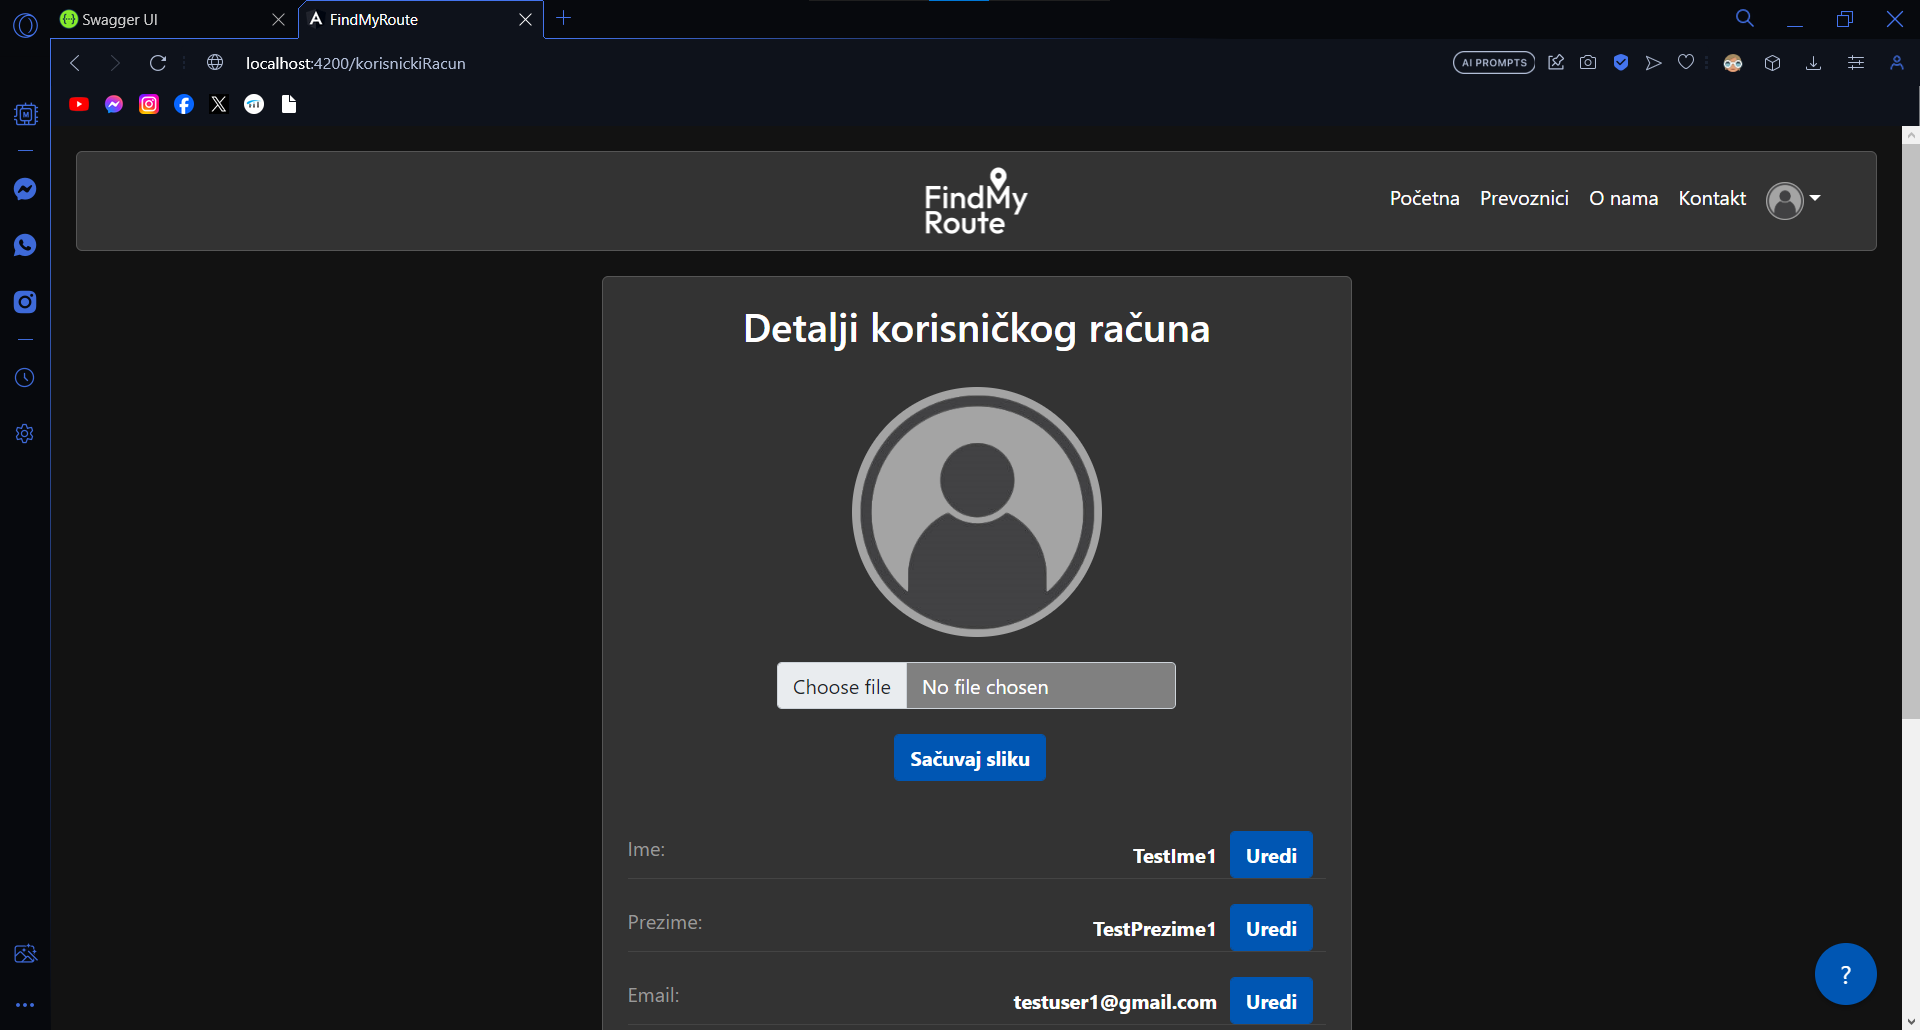 Swagger UI
FindMyRoute
localhost:4200/korisnickiRacun
AI PROMPTS
FindMy
Route
Početna Prevoznici O nama Kontakt
Detalji korisničkog računa
Choose file No file chosen
Sačuvaj sliku
Ime: TestIme1 Uredi
Prezime: TestPrezime1 Uredi
Email: testuser1@gmail.com Uredi
?